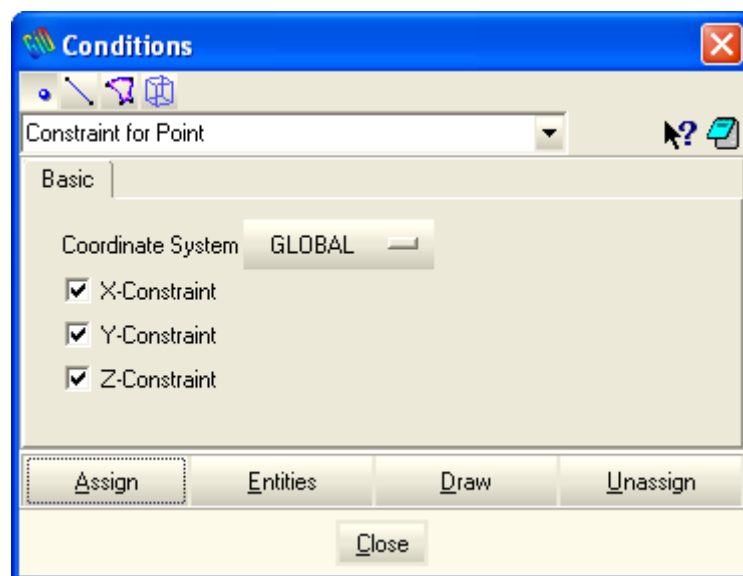 Conditions
Constraint for Point
?
Basic
Coordinate System GLOBAL
X-Constraint
Y-Constraint
Z-Constraint
Assign Entities Draw Unassign
Close